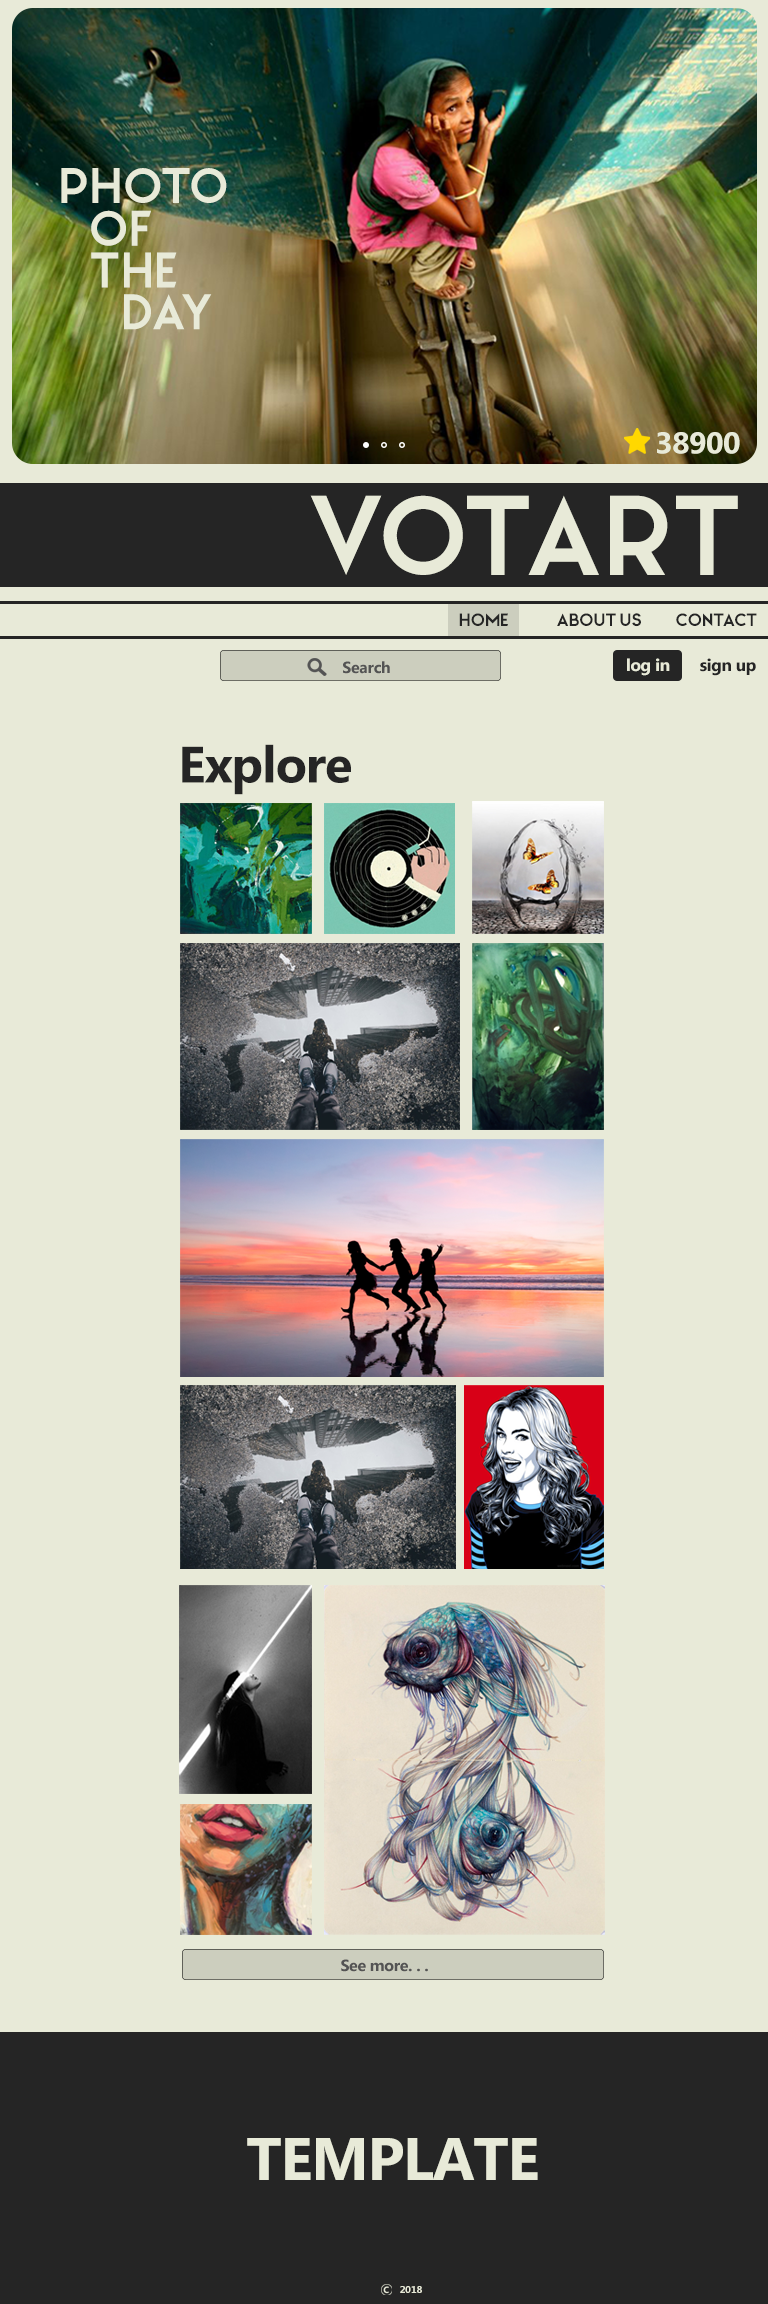 PHOTO
OF
THE
DAY
38900
VOTART
HOME ABOUT US CONTACT
Search
log in sign up
Explore
See more. . .
TEMPLATE
© 2018